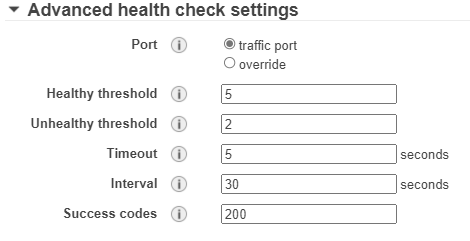 Advanced health check settings
Port i traffic port
override
Healthy threshold i 5
Unhealthy threshold i 2
Timeout i 5 seconds
Interval i 30 seconds
Success codes i 200